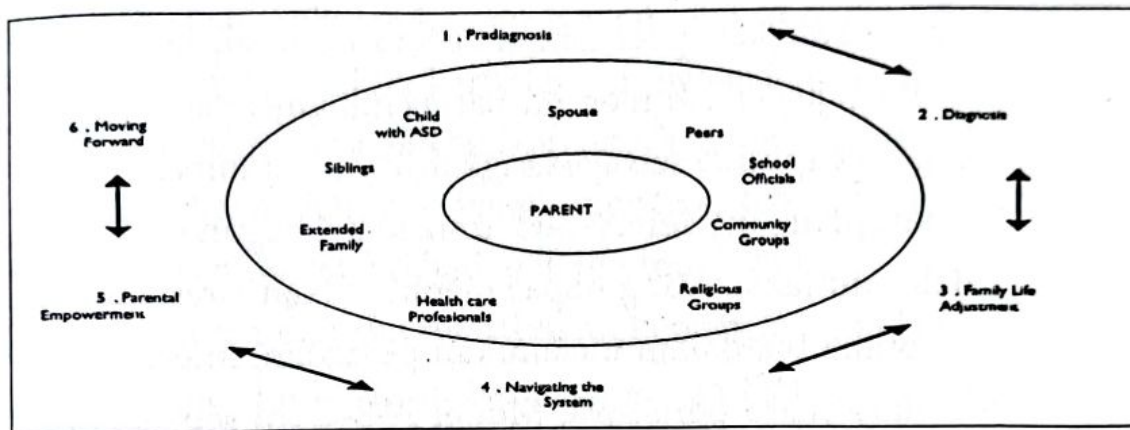 1 . Pradiagnosis
2 . Diagnosis
3 . Family Life
Adjustment
4 . Navigating the
System
5 . Parental
Empowerment
6 . Moving
Forward
Child
with ASD
Spouse
Peers
School
Officials
Community
Groups
Religious
Groups
Health care
Profesionals
Extended
Family
Siblings
PARENT